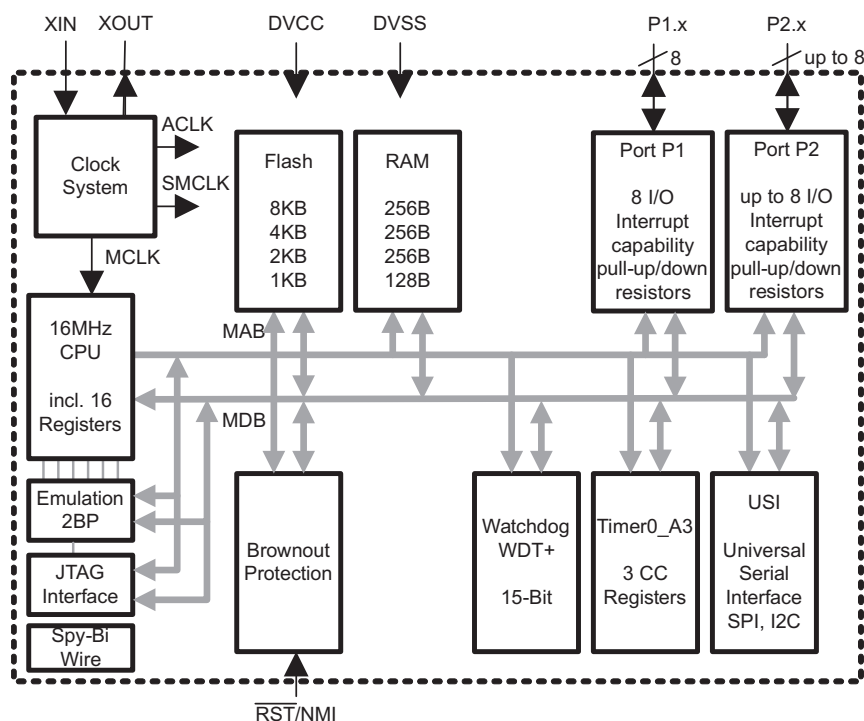 XIN
XOUT
DVCC
DVSS
P1.x
P2.x
8
up to 8
Clock
System
ACLK
SMCLK
MCLK
Flash
8KB
4KB
2KB
1KB
RAM
256B
256B
256B
128B
Port P1
8 I/O
Interrupt
capability
pull-up/down
resistors
Port P2
up to 8 I/O
Interrupt
capability
pull-up/down
resistors
16MHz
CPU
incl. 16
Registers
MAB
MDB
Emulation
2BP
JTAG
Interface
Spy-Bi
Wire
Brownout
Protection
Watchdog
WDT+
15-Bit
Timer0_A3
3 CC
Registers
USI
Universal
Serial
Interface
SPI, I2C
RST/NMI